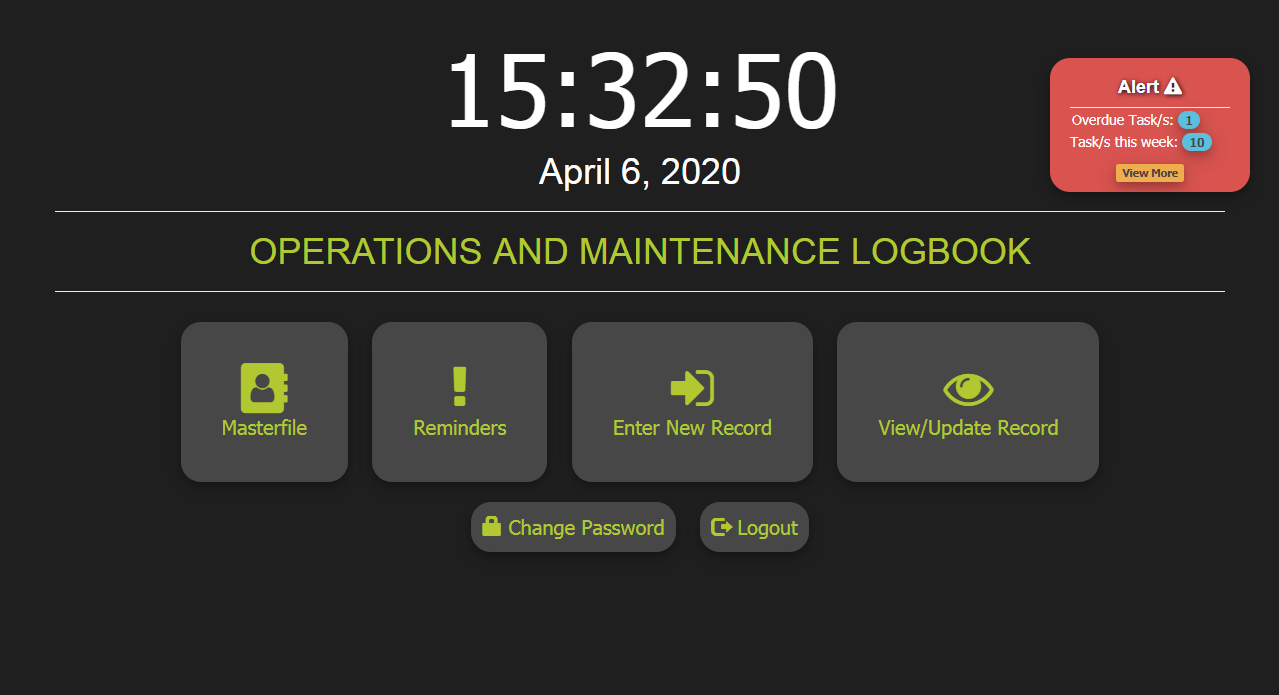 15:32:50
April 6, 2020
Alert
Overdue Task/s: 1
Task/s this week: 10
View More
OPERATIONS AND MAINTENANCE LOGBOOK
Masterfile
Reminders
Enter New Record
View/Update Record
Change Password
Logout